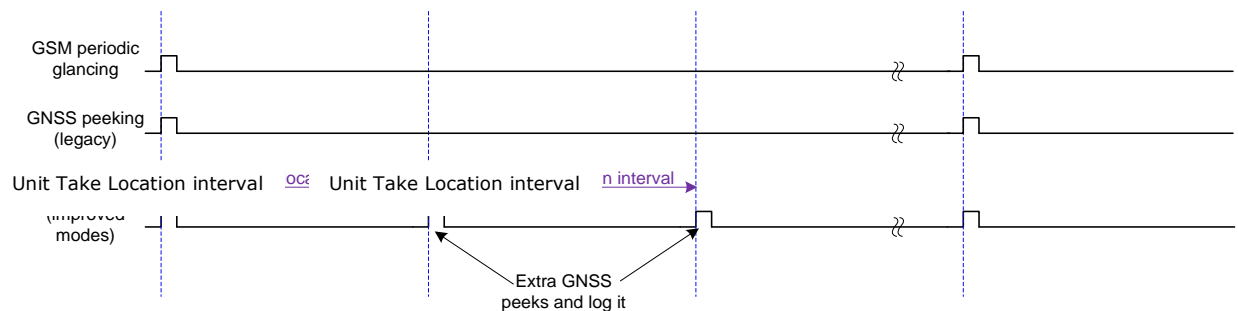 GSM periodic
glancing
GNSS peeking
(legacy)
Unit Take Location interval
Unit Take Location interval
n interval
(improved
modes)
Extra GNSS
peeks and log it